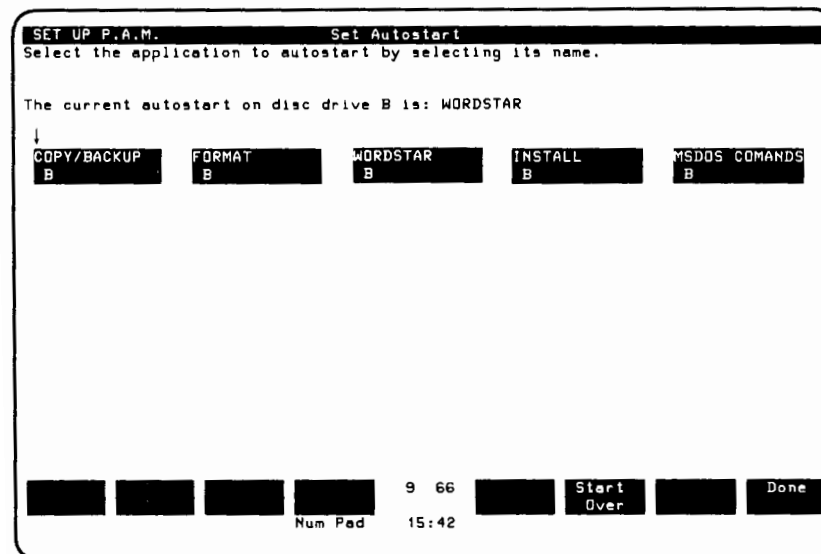 SET UP P.A.M. Set Autostart
Select the application to autostart by selecting its name.
The current autostart on disc drive B is: WORDSTAR
COPY/BACKUP FORMAT WORDSTAR INSTALL MSDOS COMANDS
B B B B B
9 66 Start Done
Over
Num Pad 15:42